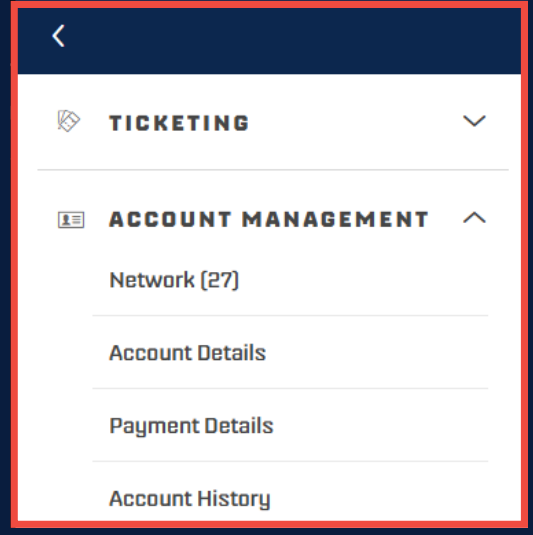 TICKETING
ACCOUNT MANAGEMENT
Network (27)
Account Details
Payment Details
Account History